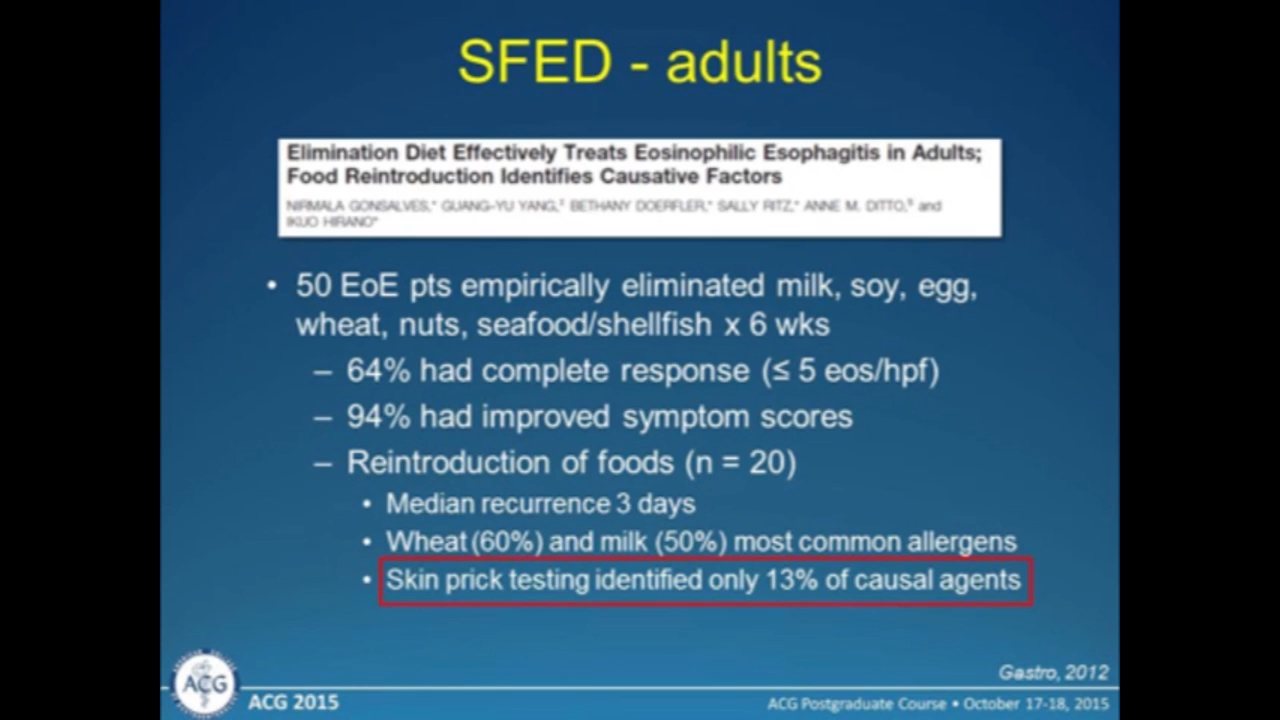 SFED - adults
Elimination Diet Effectively Treats Eosinophilic Esophagitis in Adults;
Food Reintroduction Identifies Causative Factors
NIRMALA GONSALVES,* GUANG-YU YANG,‡ BETHANY DOERFLER,* SALLY RITZ,* ANNE M. DITTO,§ and
IKUO HIRANO*
• 50 EoE pts empirically eliminated milk, soy, egg,
wheat, nuts, seafood/shellfish x 6 wks
– 64% had complete response (≤ 5 eos/hpf)
– 94% had improved symptom scores
– Reintroduction of foods (n = 20)
• Median recurrence 3 days
• Wheat (60%) and milk (50%) most common allergens
• Skin prick testing identified only 13% of causal agents
Gastro, 2012
ACG
ACG 2015
ACG Postgraduate Course • October 17-18, 2015